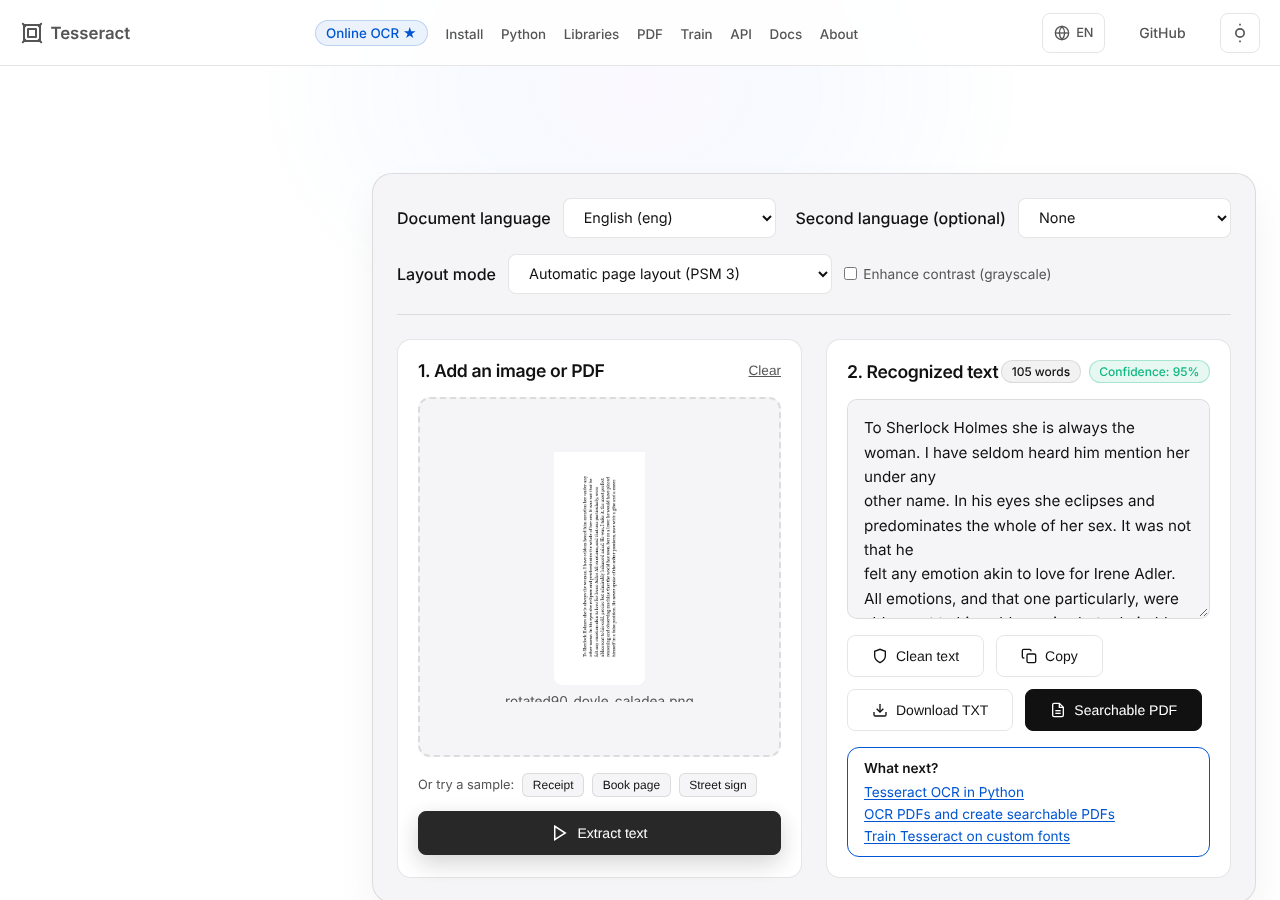 Tesseract
Online OCR ★
Install
Python
Libraries
PDF
Train
API
Docs
About
EN
GitHub
Document language
English (eng)
Second language (optional)
None
Layout mode
Automatic page layout (PSM 3)
Enhance contrast (grayscale)
1. Add an image or PDF
Clear
rotated90_doyle_caladea.png
Or try a sample:
Receipt
Book page
Street sign
Extract text
2. Recognized text
105 words
Confidence: 95%
To Sherlock Holmes she is always the
woman. I have seldom heard him mention her
under any
other name. In his eyes she eclipses and
predominates the whole of her sex. It was not
that he
felt any emotion akin to love for Irene Adler.
All emotions, and that one particularly, were
Clean text
Copy
Download TXT
Searchable PDF
What next?
Tesseract OCR in Python
OCR PDFs and create searchable PDFs
Train Tesseract on custom fonts